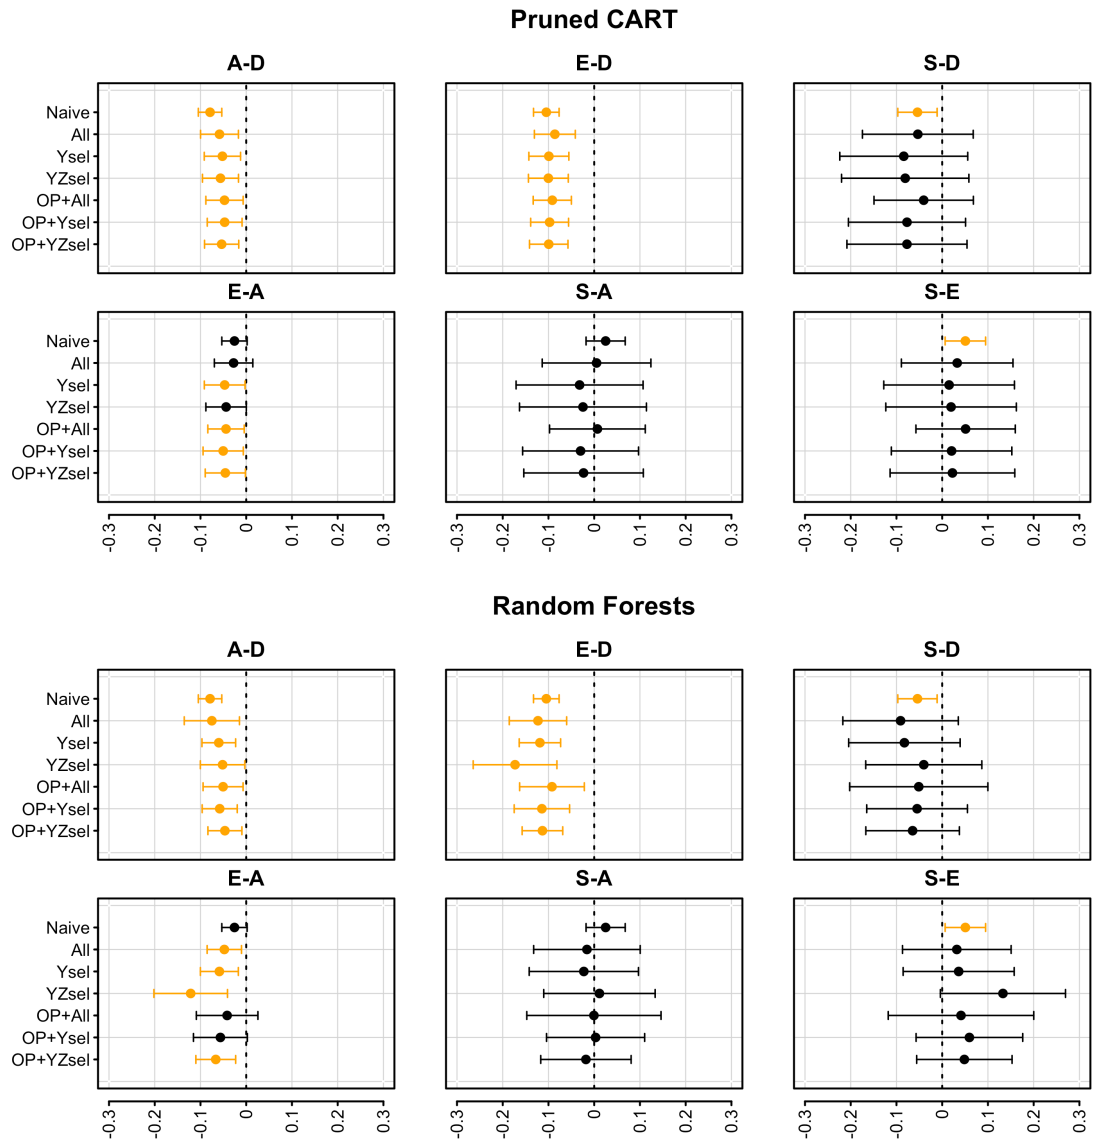 Pruned CART
A-D
E-D
S-D
Naive
All
Ysel
YZsel
OP+All
OP+Ysel
OP+YZsel
E-A
S-A
S-E
Naive
All
Ysel
YZsel
OP+All
OP+Ysel
OP+YZsel
-0.3 -0.2 -0.1 0 0.1 0.2 0.3
-0.3 -0.2 -0.1 0 0.1 0.2 0.3
-0.3 -0.2 -0.1 0 0.1 0.2 0.3
Random Forests
A-D
E-D
S-D
Naive
All
Ysel
YZsel
OP+All
OP+Ysel
OP+YZsel
E-A
S-A
S-E
Naive
All
Ysel
YZsel
OP+All
OP+Ysel
OP+YZsel
-0.3 -0.2 -0.1 0 0.1 0.2 0.3
-0.3 -0.2 -0.1 0 0.1 0.2 0.3
-0.3 -0.2 -0.1 0 0.1 0.2 0.3